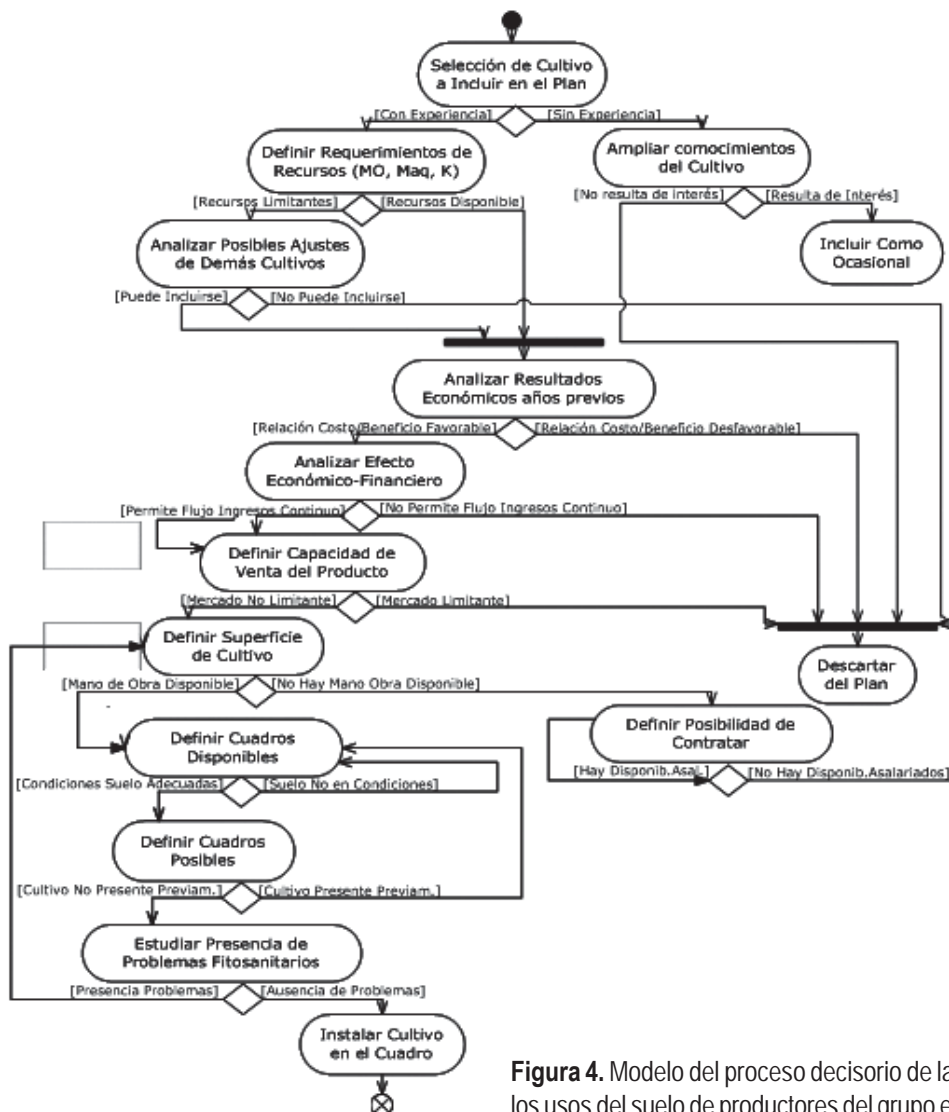 Selección de Cultivo
a Incluir en el Plan
[Con Experiencia]
[Sin Experiencia]
Definir Requerimientos de
Recursos (MO, Maq, K)
Ampliar comocimientos
del Cultivo
[Recursos Limitantes]
[Recursos Disponible]
[No resulta de interés]
[Resulta de Interés]
Analizar Posibles Ajustes
de Demás Cultivos
Incluir Como
Ocasional
[Puede Incluirse]
[No Puede Incluirse]
Analizar Resultados
Económicos años previos
[Relación Costo/Beneficio Favorable]
[Relación Costo/Beneficio Desfavorable]
Analizar Efecto
Económico-Financiero
[Permite Flujo Ingresos Continuo]
[No Permite Flujo Ingresos Continuo]
Definir Capacidad de
Venta del Producto
[Mercado No Limitante]
[Mercado Limitante]
Definir Superficie
de Cultivo
Descartar
del Plan
[Mano de Obra Disponible]
[No Hay Mano Obra Disponible]
Definir Posibilidad de
Contratar
Definir Cuadros
Disponibles
[Hay Disponib.Asal.]
[No Hay Disponib.Asalariados]
[Condiciones Suelo Adecuadas]
[Suelo No en Condiciones]
Definir Cuadros
Posibles
[Cultivo No Presente Previam.]
[Cultivo Presente Previam.]
Estudiar Presencia de
Problemas Fitosanitarios
[Presencia Problemas]
[Ausencia de Problemas]
Instalar Cultivo
en el Cuadro
Figura 4. Modelo del proceso decisorio de la
los usos del suelo de productores del grupo e